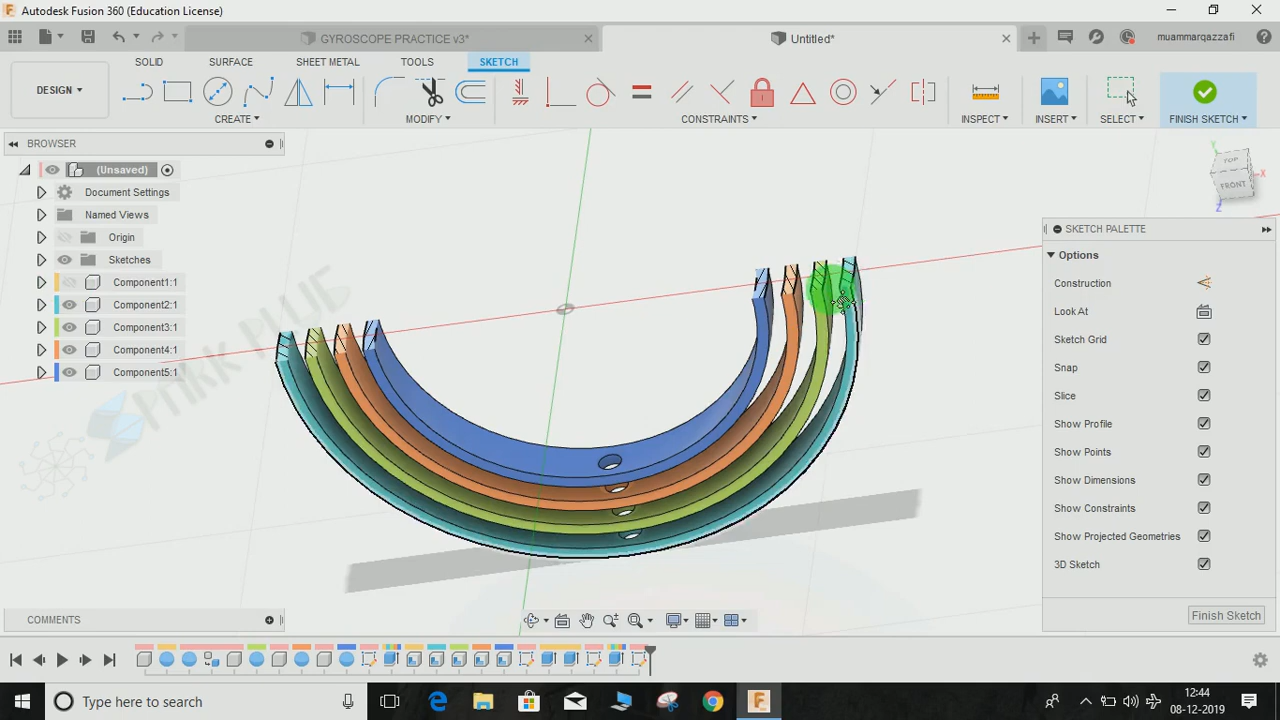 Autodesk Fusion 360 (Education License)
GYROSCOPE PRACTICE v3*
Untitled*
muammarqazzafi
SOLID SURFACE SHEET METAL TOOLS SKETCH
DESIGN
CREATE MODIFY CONSTRAINTS INSPECT INSERT SELECT FINISH SKETCH
BROWSER
(Unsaved)
Document Settings
Named Views
Origin
Sketches
Component1:1
Component2:1
Component3:1
Component4:1
Component5:1
TOP
FRONT
X
Y
Z
SKETCH PALETTE
Options
Construction
Look At
Sketch Grid
Snap
Slice
Show Profile
Show Points
Show Dimensions
Show Constraints
Show Projected Geometries
3D Sketch
Finish Sketch
COMMENTS
Type here to search
12:44
08-12-2019